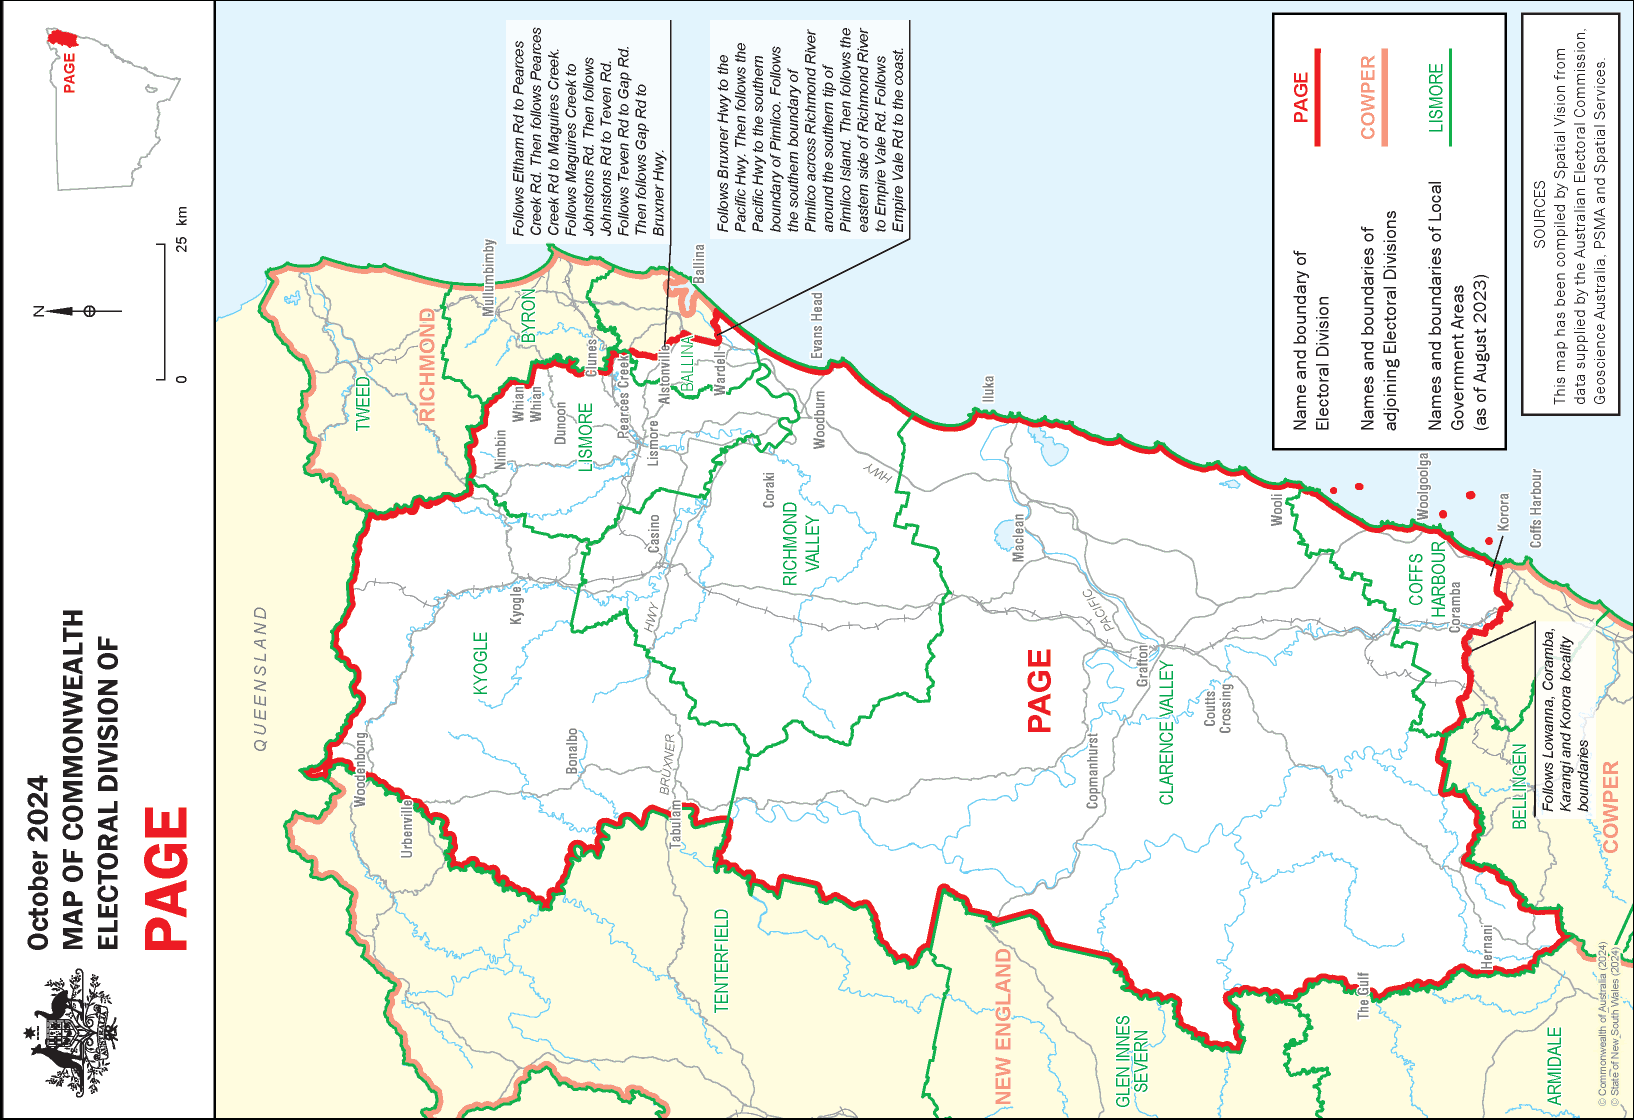 October 2024
MAP OF COMMONWEALTH
ELECTORAL DIVISION OF
PAGE
N
0 25 km
PAGE
QUEENSLAND
Follows Eltham Rd to Pearces
Creek Rd. Then follows Pearces
Creek Rd to Maguires Creek.
Follows Maguires Creek to
Johnstons Rd. Then follows
Johnstons Rd to Teven Rd.
Follows Teven Rd to Gap Rd.
Then follows Gap Rd to
Bruxner Hwy.
Follows Bruxner Hwy to the
Pacific Hwy. Then follows the
Pacific Hwy to the southern
boundary of Pimlico. Follows
the southern boundary of
Pimlico across Richmond River
around the southern tip of
Pimlico Island. Then follows the
eastern side of Richmond River
to Empire Vale Rd. Follows
Empire Vale Rd to the coast.
TWEED
RICHMOND
Mullumbimby
BYRON
Woodenbong
Urbenville
KYOGLE
Kyogle
Nimbin
Whian
Whian
Dunoon
LISMORE
Clunes
Pearces Creek
Lismore
Alstonville
BALLINA
Ballina
Wardell
Bonalbo
BRUXNER
HWY
Tabulam
Casino
Coraki
RICHMOND
VALLEY
Woodburn
Evans Head
HWY
TENTERFIELD
Iluka
Maclean
PAGE
PACIFIC
Grafton
CLARENCE VALLEY
Copmanhurst
Coutts
Crossing
NEW ENGLAND
GLEN INNES
SEVERN
Wooli
The Gulf
Woolgoolga
COFFS
HARBOUR
Coramba
Korora
Coffs Harbour
Hernani
BELLINGEN
Follows Lowanna, Coramba,
Karangi and Korora locality
boundaries
COWPER
ARMIDALE
Name and boundary of
Electoral Division
PAGE
Names and boundaries of
adjoining Electoral Divisions
COWPER
Names and boundaries of Local
Government Areas
(as of August 2023)
LISMORE
SOURCES
This map has been compiled by Spatial Vision from
data supplied by the Australian Electoral Commission,
Geoscience Australia, PSMA and Spatial Services.
© Commonwealth of Australia (2024)
© State of New South Wales (2024)